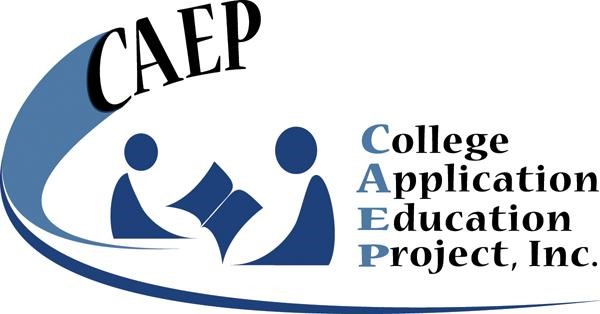 CAEP
College
Application
Education
Project, Inc.